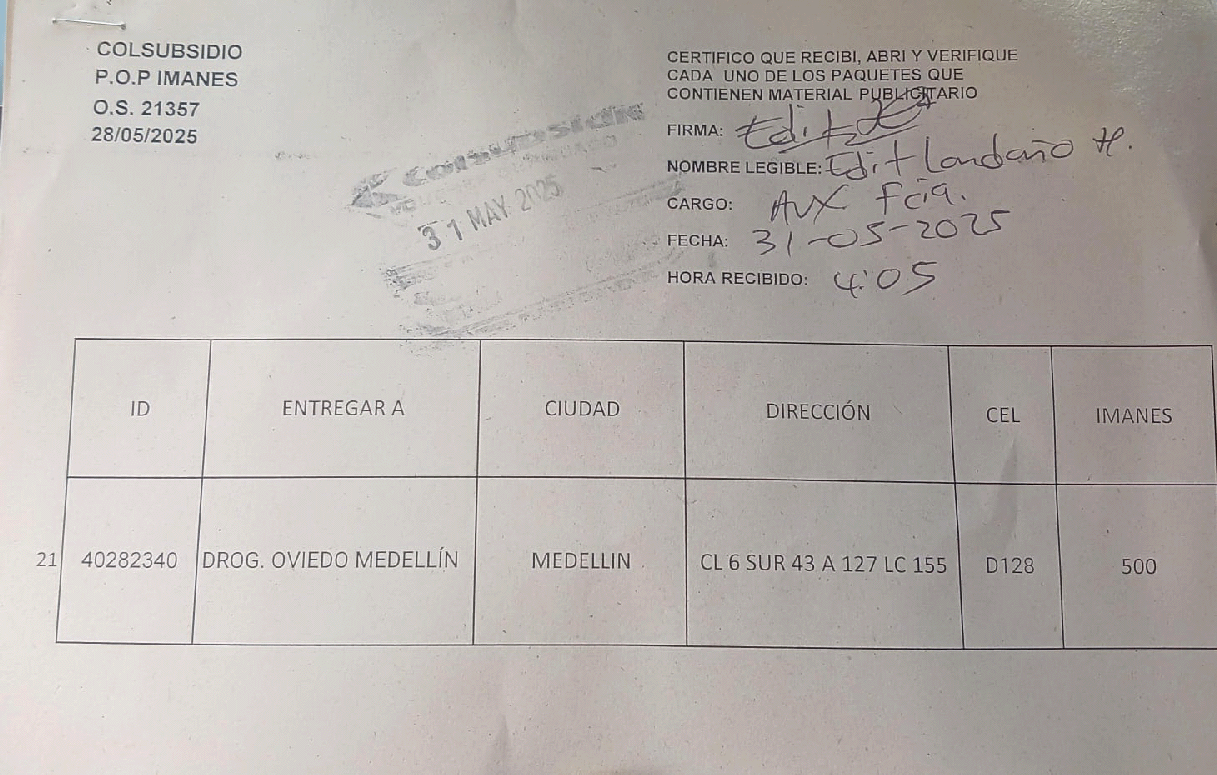 COLSUBSIDIO
P.O.P IMANES
O.S. 21357
28/05/2025
Colsubsidio
31 MAY 2025
CERTIFICO QUE RECIBI, ABRI Y VERIFIQUE
CADA UNO DE LOS PAQUETES QUE
CONTIENEN MATERIAL PUBLICITARIO
FIRMA: Edit
NOMBRE LEGIBLE: Edit Londoño H.
CARGO: AUX Fcia.
FECHA: 31-05-2025
HORA RECIBIDO: 4:05
ID ENTREGAR A CIUDAD DIRECCIÓN CEL IMANES
21 40282340 DROG. OVIEDO MEDELLÍN MEDELLIN CL 6 SUR 43 A 127 LC 155 D128 500